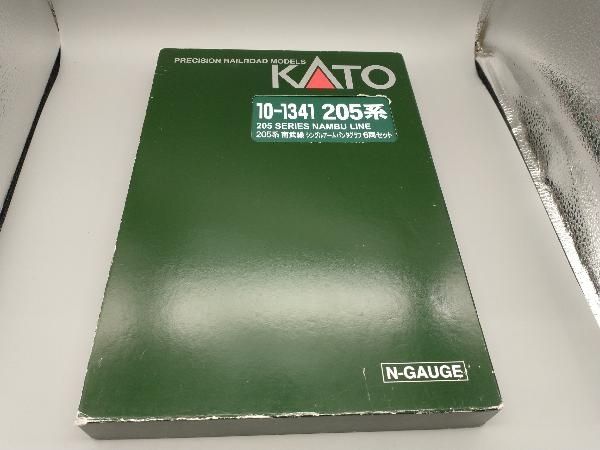 PRECISION RAILROAD MODELS
KATO
10-1341 205系
205 SERIES NAMBU LINE
205系 南武線 シングルアームパンタグラフ 6両セット
N-GAUGE